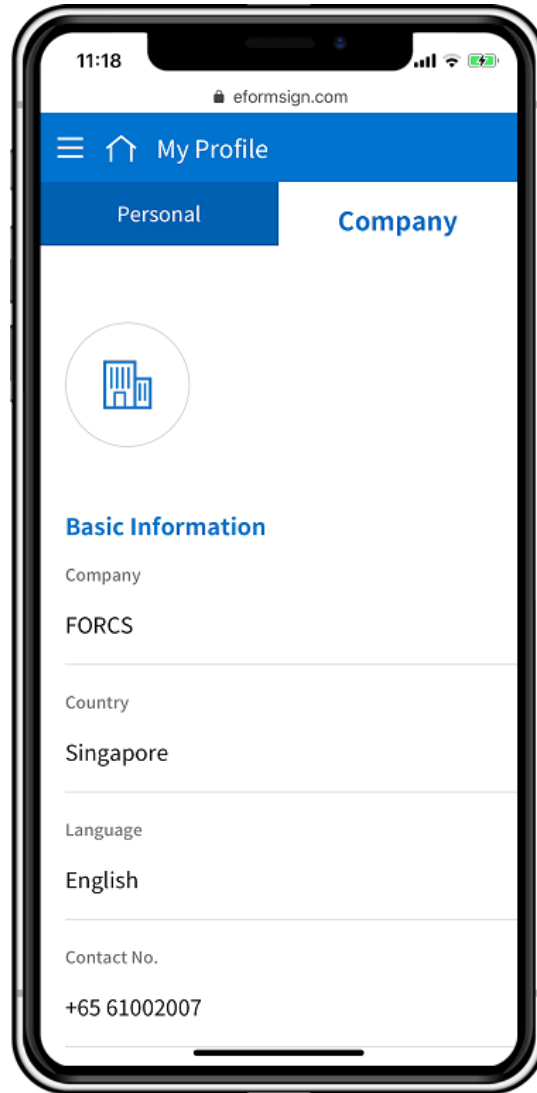 11:18
eformsign.com
My Profile
Personal
Company
Basic Information
Company
FORCS
Country
Singapore
Language
English
Contact No.
+65 61002007